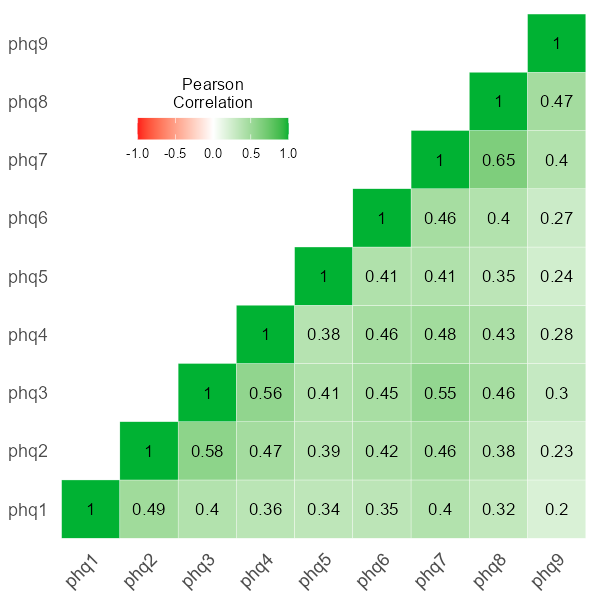 phq9 1
Pearson
Correlation
-1.0 -0.5 0.0 0.5 1.0
phq8 1 0.47
phq7 1 0.65 0.4
phq6 1 0.46 0.4 0.27
phq5 1 0.41 0.41 0.35 0.24
phq4 1 0.38 0.46 0.48 0.43 0.28
phq3 1 0.56 0.41 0.45 0.55 0.46 0.3
phq2 1 0.58 0.47 0.39 0.42 0.46 0.38 0.23
phq1 1 0.49 0.4 0.36 0.34 0.35 0.4 0.32 0.2
phq1 phq2 phq3 phq4 phq5 phq6 phq7 phq8 phq9